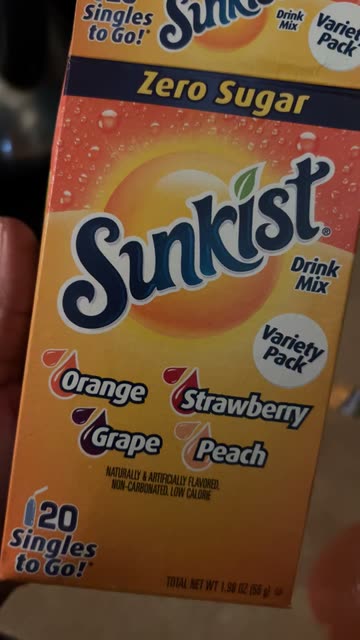 20
Singles
to Go!*
Sunkist
Drink
Mix
Variety
Pack
Zero Sugar
Sunkist®
Drink
Mix
Variety
Pack
Orange
Strawberry
Grape
Peach
NATURALLY & ARTIFICIALLY FLAVORED,
NON-CARBONATED, LOW CALORIE
20
Singles
to Go!*
TOTAL NET WT 1.98 OZ (56 g)